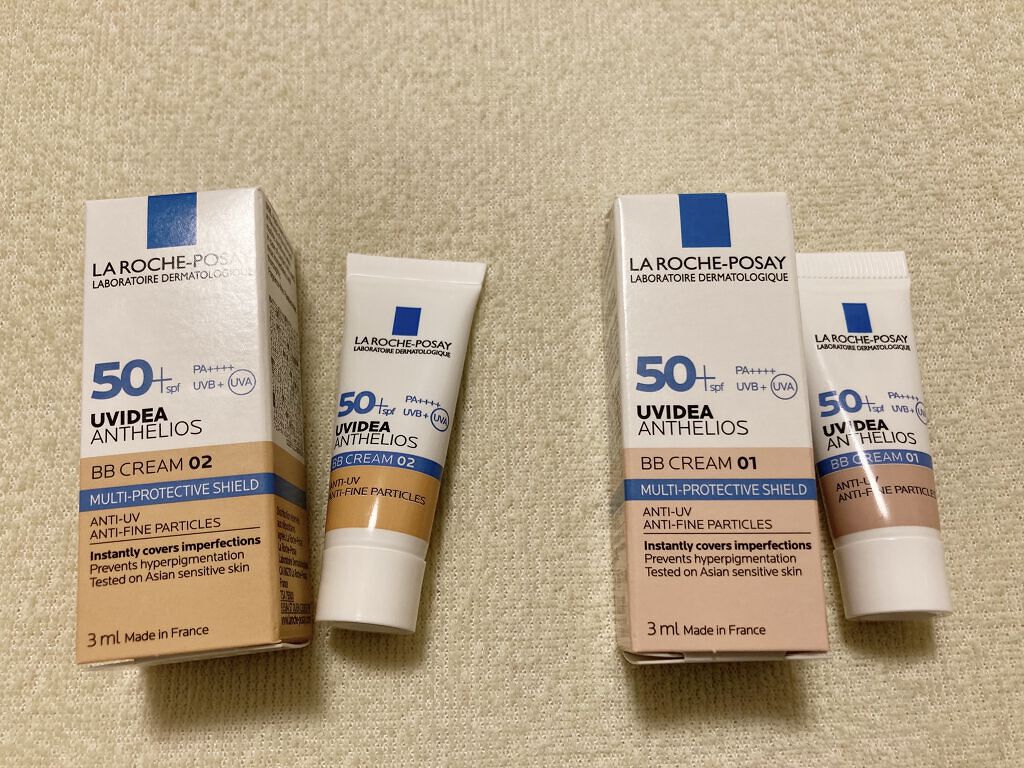 LA ROCHE-POSAY
LABORATOIRE DERMATOLOGIQUE
50+ spf
PA++++
UVB + UVA
UVIDEA
ANTHELIOS
BB CREAM 02
MULTI-PROTECTIVE SHIELD
ANTI-UV
ANTI-FINE PARTICLES
Instantly covers imperfections
Prevents hyperpigmentation
Tested on Asian sensitive skin
3 ml Made in France
LA ROCHE-POSAY
LABORATOIRE DERMATOLOGIQUE
50+ spf
PA++++
UVB + UVA
UVIDEA
ANTHELIOS
BB CREAM 02
ANTI-UV
ANTI-FINE PARTICLES
LA ROCHE-POSAY
LABORATOIRE DERMATOLOGIQUE
50+ spf
PA++++
UVB + UVA
UVIDEA
ANTHELIOS
BB CREAM 01
MULTI-PROTECTIVE SHIELD
ANTI-UV
ANTI-FINE PARTICLES
Instantly covers imperfections
Prevents hyperpigmentation
Tested on Asian sensitive skin
3 ml Made in France
LA ROCHE-POSAY
LABORATOIRE DERMATOLOGIQUE
50+ spf
PA++++
UVB + UVA
UVIDEA
ANTHELIOS
BB CREAM 01
ANTI-UV
ANTI-FINE PARTICLES